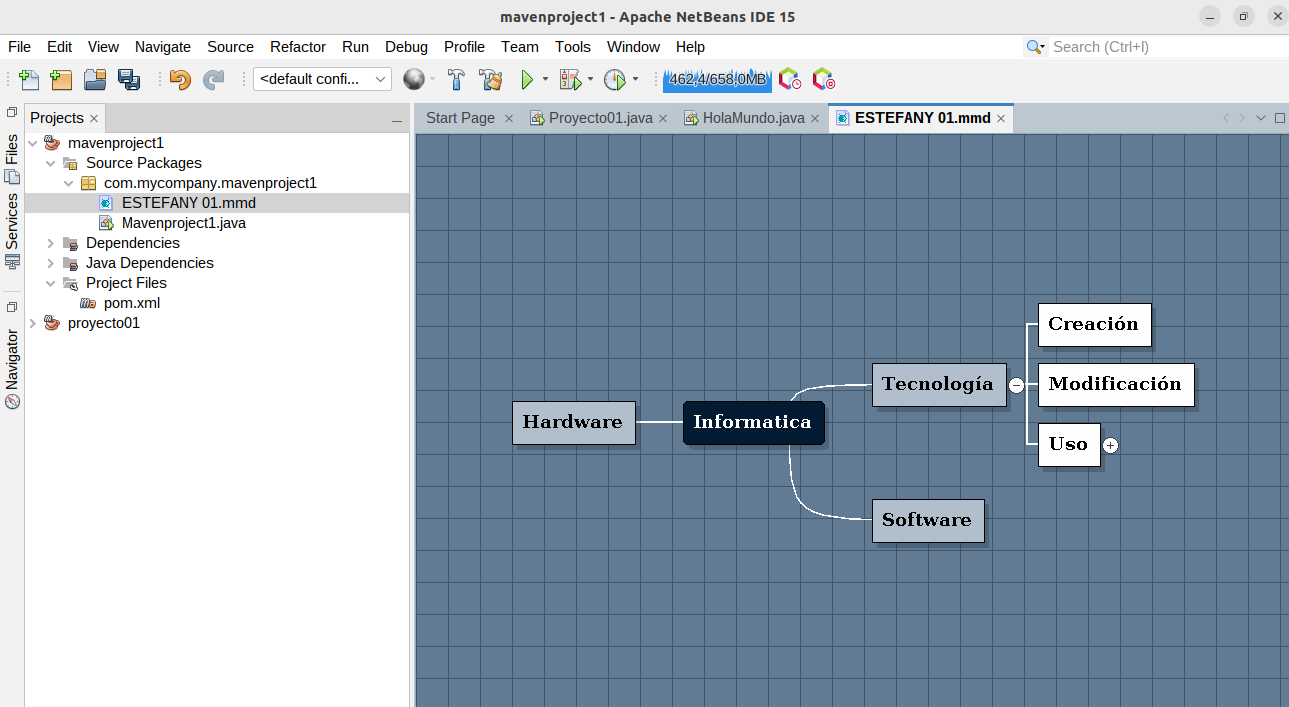 mavenproject1 - Apache NetBeans IDE 15
File Edit View Navigate Source Refactor Run Debug Profile Team Tools Window Help
Search (Ctrl+I)
<default confi...
462,4/658,0MB
Projects
Start Page
Proyecto01.java
HolaMundo.java
ESTEFANY 01.mmd
Files
Services
Navigator
mavenproject1
Source Packages
com.mycompany.mavenproject1
ESTEFANY 01.mmd
Mavenproject1.java
Dependencies
Java Dependencies
Project Files
pom.xml
proyecto01
Creación
Tecnología
Modificación
Hardware
Informatica
Uso
Software